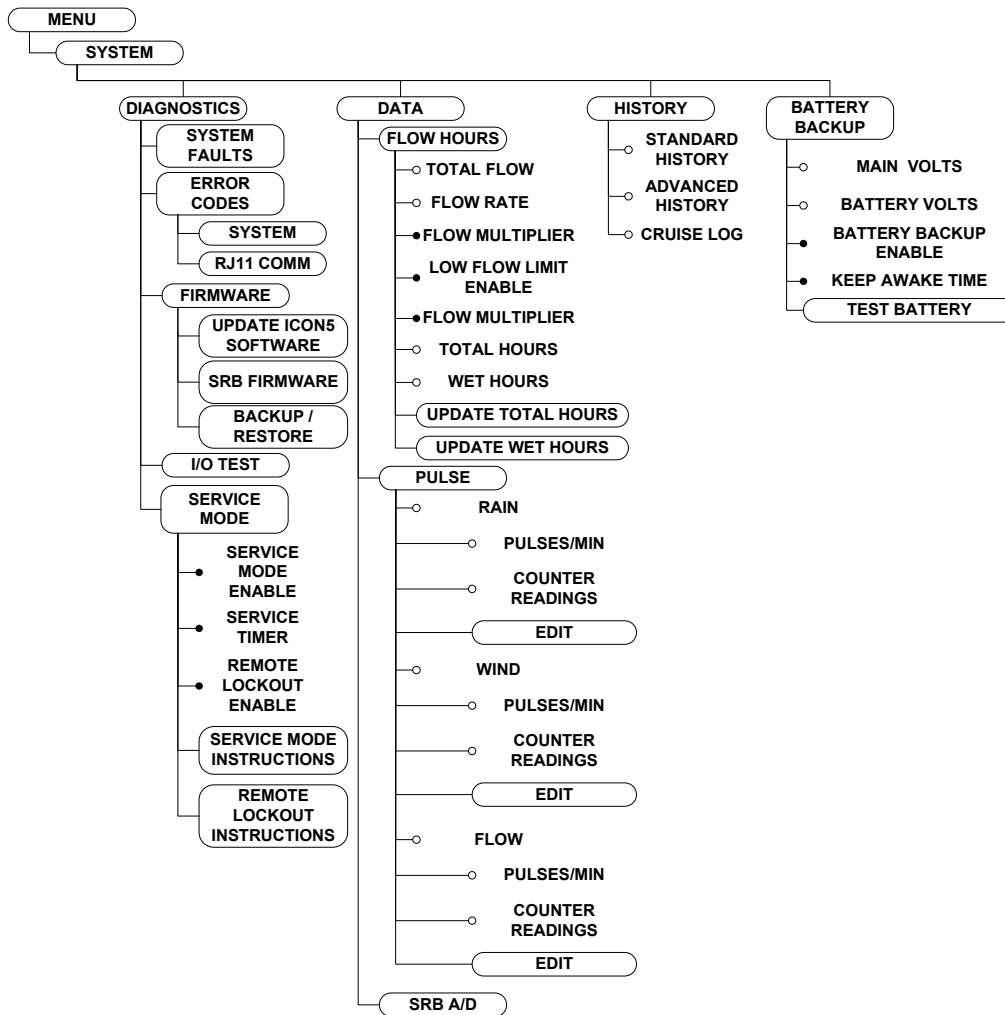 MENU
SYSTEM
DIAGNOSTICS
SYSTEM
FAULTS
ERROR
CODES
SYSTEM
RJ11 COMM
FIRMWARE
UPDATE ICON5
SOFTWARE
SRB FIRMWARE
BACKUP /
RESTORE
I/O TEST
SERVICE
MODE
SERVICE
MODE
ENABLE
SERVICE
TIMER
REMOTE
LOCKOUT
ENABLE
SERVICE MODE
INSTRUCTIONS
REMOTE
LOCKOUT
INSTRUCTIONS
DATA
FLOW HOURS
TOTAL FLOW
FLOW RATE
FLOW MULTIPLIER
LOW FLOW LIMIT
ENABLE
FLOW MULTIPLIER
TOTAL HOURS
WET HOURS
UPDATE TOTAL HOURS
UPDATE WET HOURS
PULSE
RAIN
PULSES/MIN
COUNTER
READINGS
EDIT
WIND
PULSES/MIN
COUNTER
READINGS
EDIT
FLOW
PULSES/MIN
COUNTER
READINGS
EDIT
SRB A/D
HISTORY
STANDARD
HISTORY
ADVANCED
HISTORY
CRUISE LOG
BATTERY
BACKUP
MAIN VOLTS
BATTERY VOLTS
BATTERY BACKUP
ENABLE
KEEP AWAKE TIME
TEST BATTERY